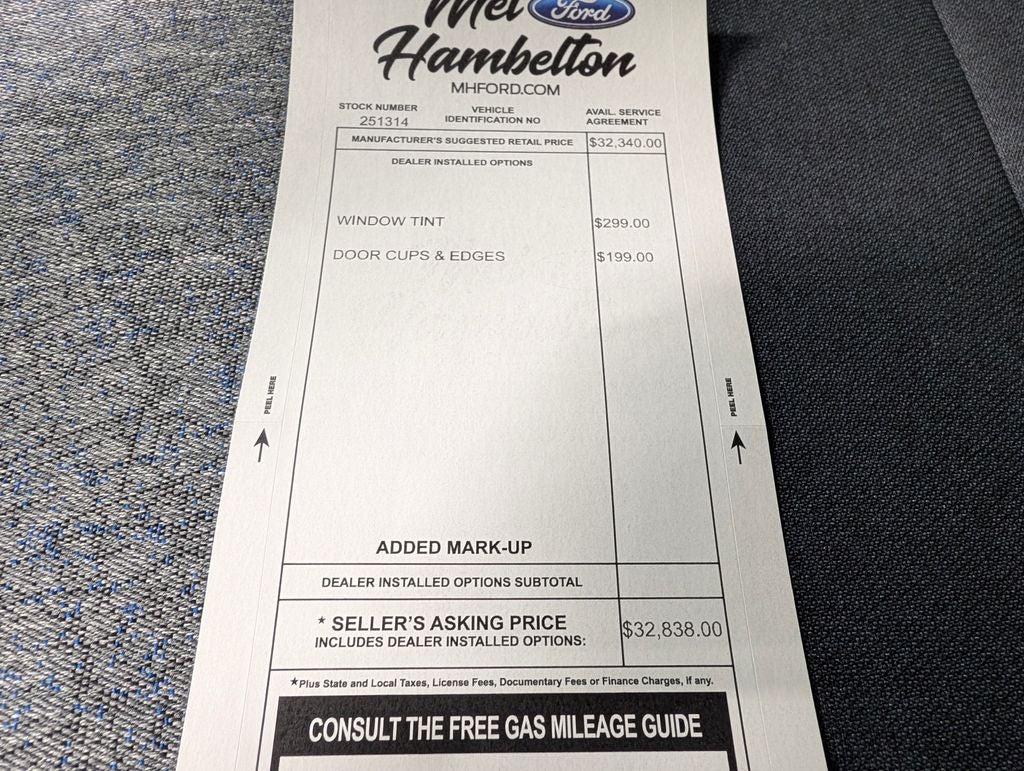 Mel Ford
Hambelton
MHFORD.COM
STOCK NUMBER
251314
VEHICLE
IDENTIFICATION NO
AVAIL. SERVICE
AGREEMENT
MANUFACTURER'S SUGGESTED RETAIL PRICE $32,340.00
DEALER INSTALLED OPTIONS
WINDOW TINT $299.00
DOOR CUPS & EDGES $199.00
PEEL HERE
PEEL HERE
ADDED MARK-UP
DEALER INSTALLED OPTIONS SUBTOTAL
* SELLER'S ASKING PRICE
INCLUDES DEALER INSTALLED OPTIONS:
$32,838.00
*Plus State and Local Taxes, License Fees, Documentary Fees or Finance Charges, if any.
CONSULT THE FREE GAS MILEAGE GUIDE